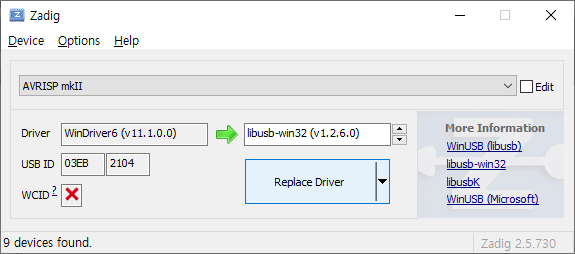 Zadig
Device Options Help
AVRISP mkII
Edit
Driver WinDriver6 (v11.1.0.0) libusb-win32 (v1.2.6.0)
USB ID 03EB 2104
WCID ?
Replace Driver
More Information
WinUSB (libusb)
libusb-win32
libusbK
WinUSB (Microsoft)
9 devices found.
Zadig 2.5.730